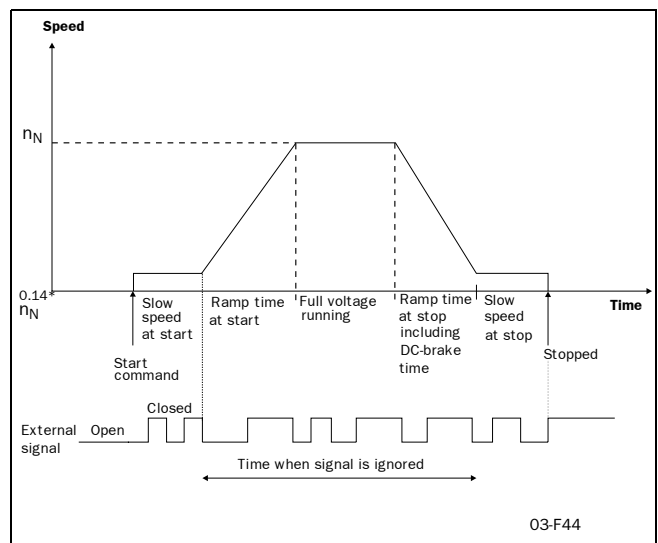 Speed
nN
0.14*
nN
Slow
speed
at start
Ramp time
at start
Full voltage
running
Ramp time
at stop
including
DC-brake
time
Slow
speed
at stop
Time
Start
command
Stopped
Closed
External
signal
Open
Time when signal is ignored
03-F44